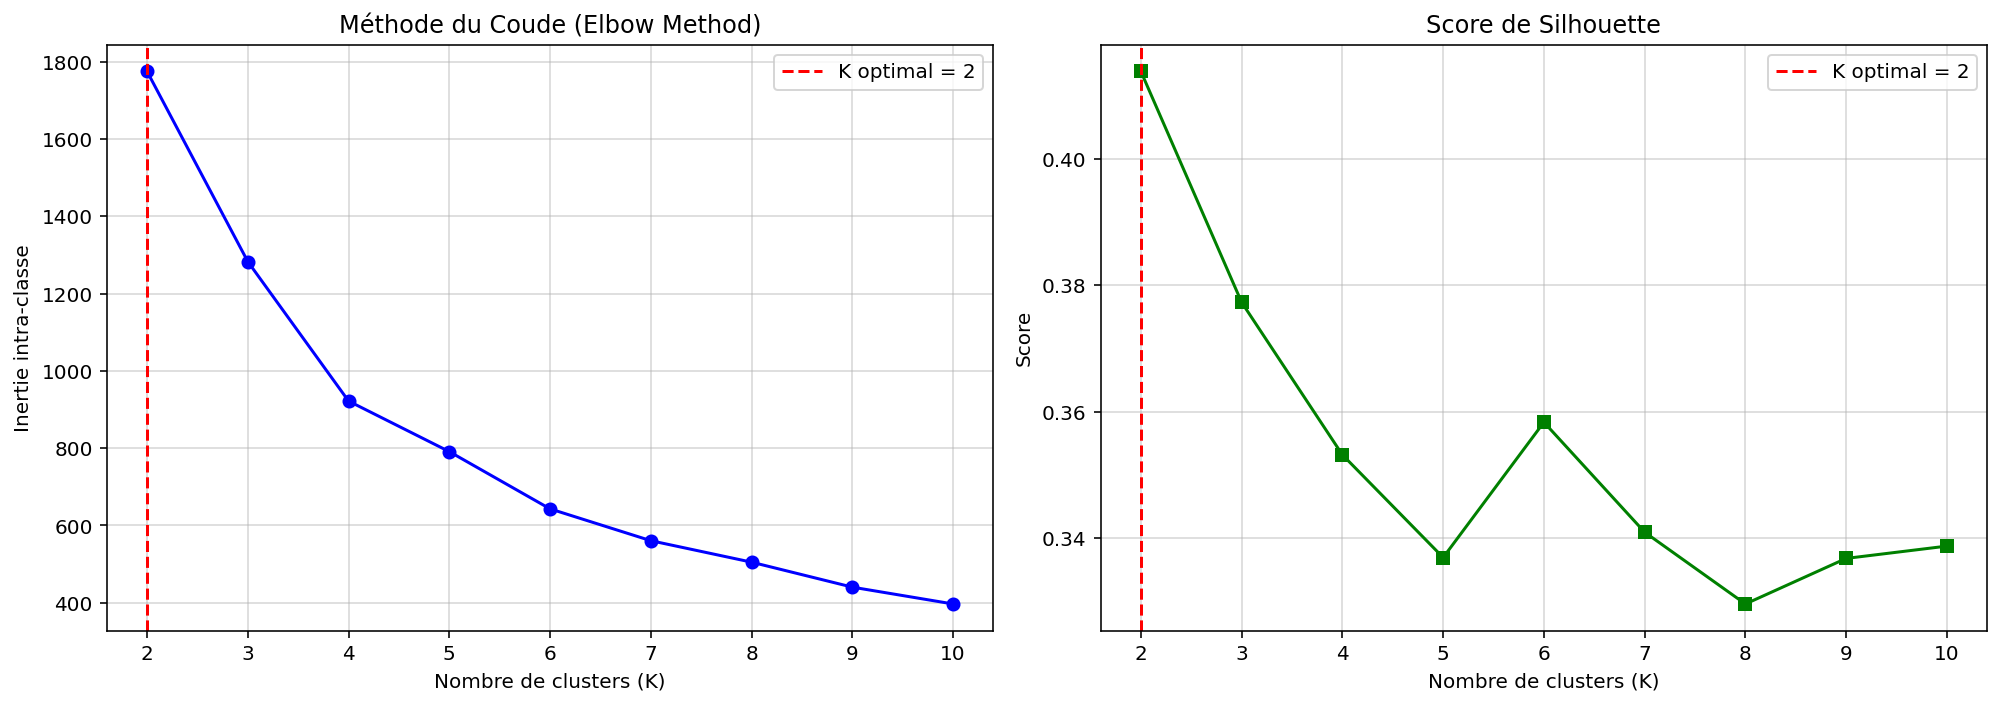 Méthode du Coude (Elbow Method)
K optimal = 2
1800
1600
1400
1200
1000
800
600
400
Inertie intra-classe
2 3 4 5 6 7 8 9 10
Nombre de clusters (K)
Score de Silhouette
K optimal = 2
0.40
0.38
0.36
0.34
Score
2 3 4 5 6 7 8 9 10
Nombre de clusters (K)